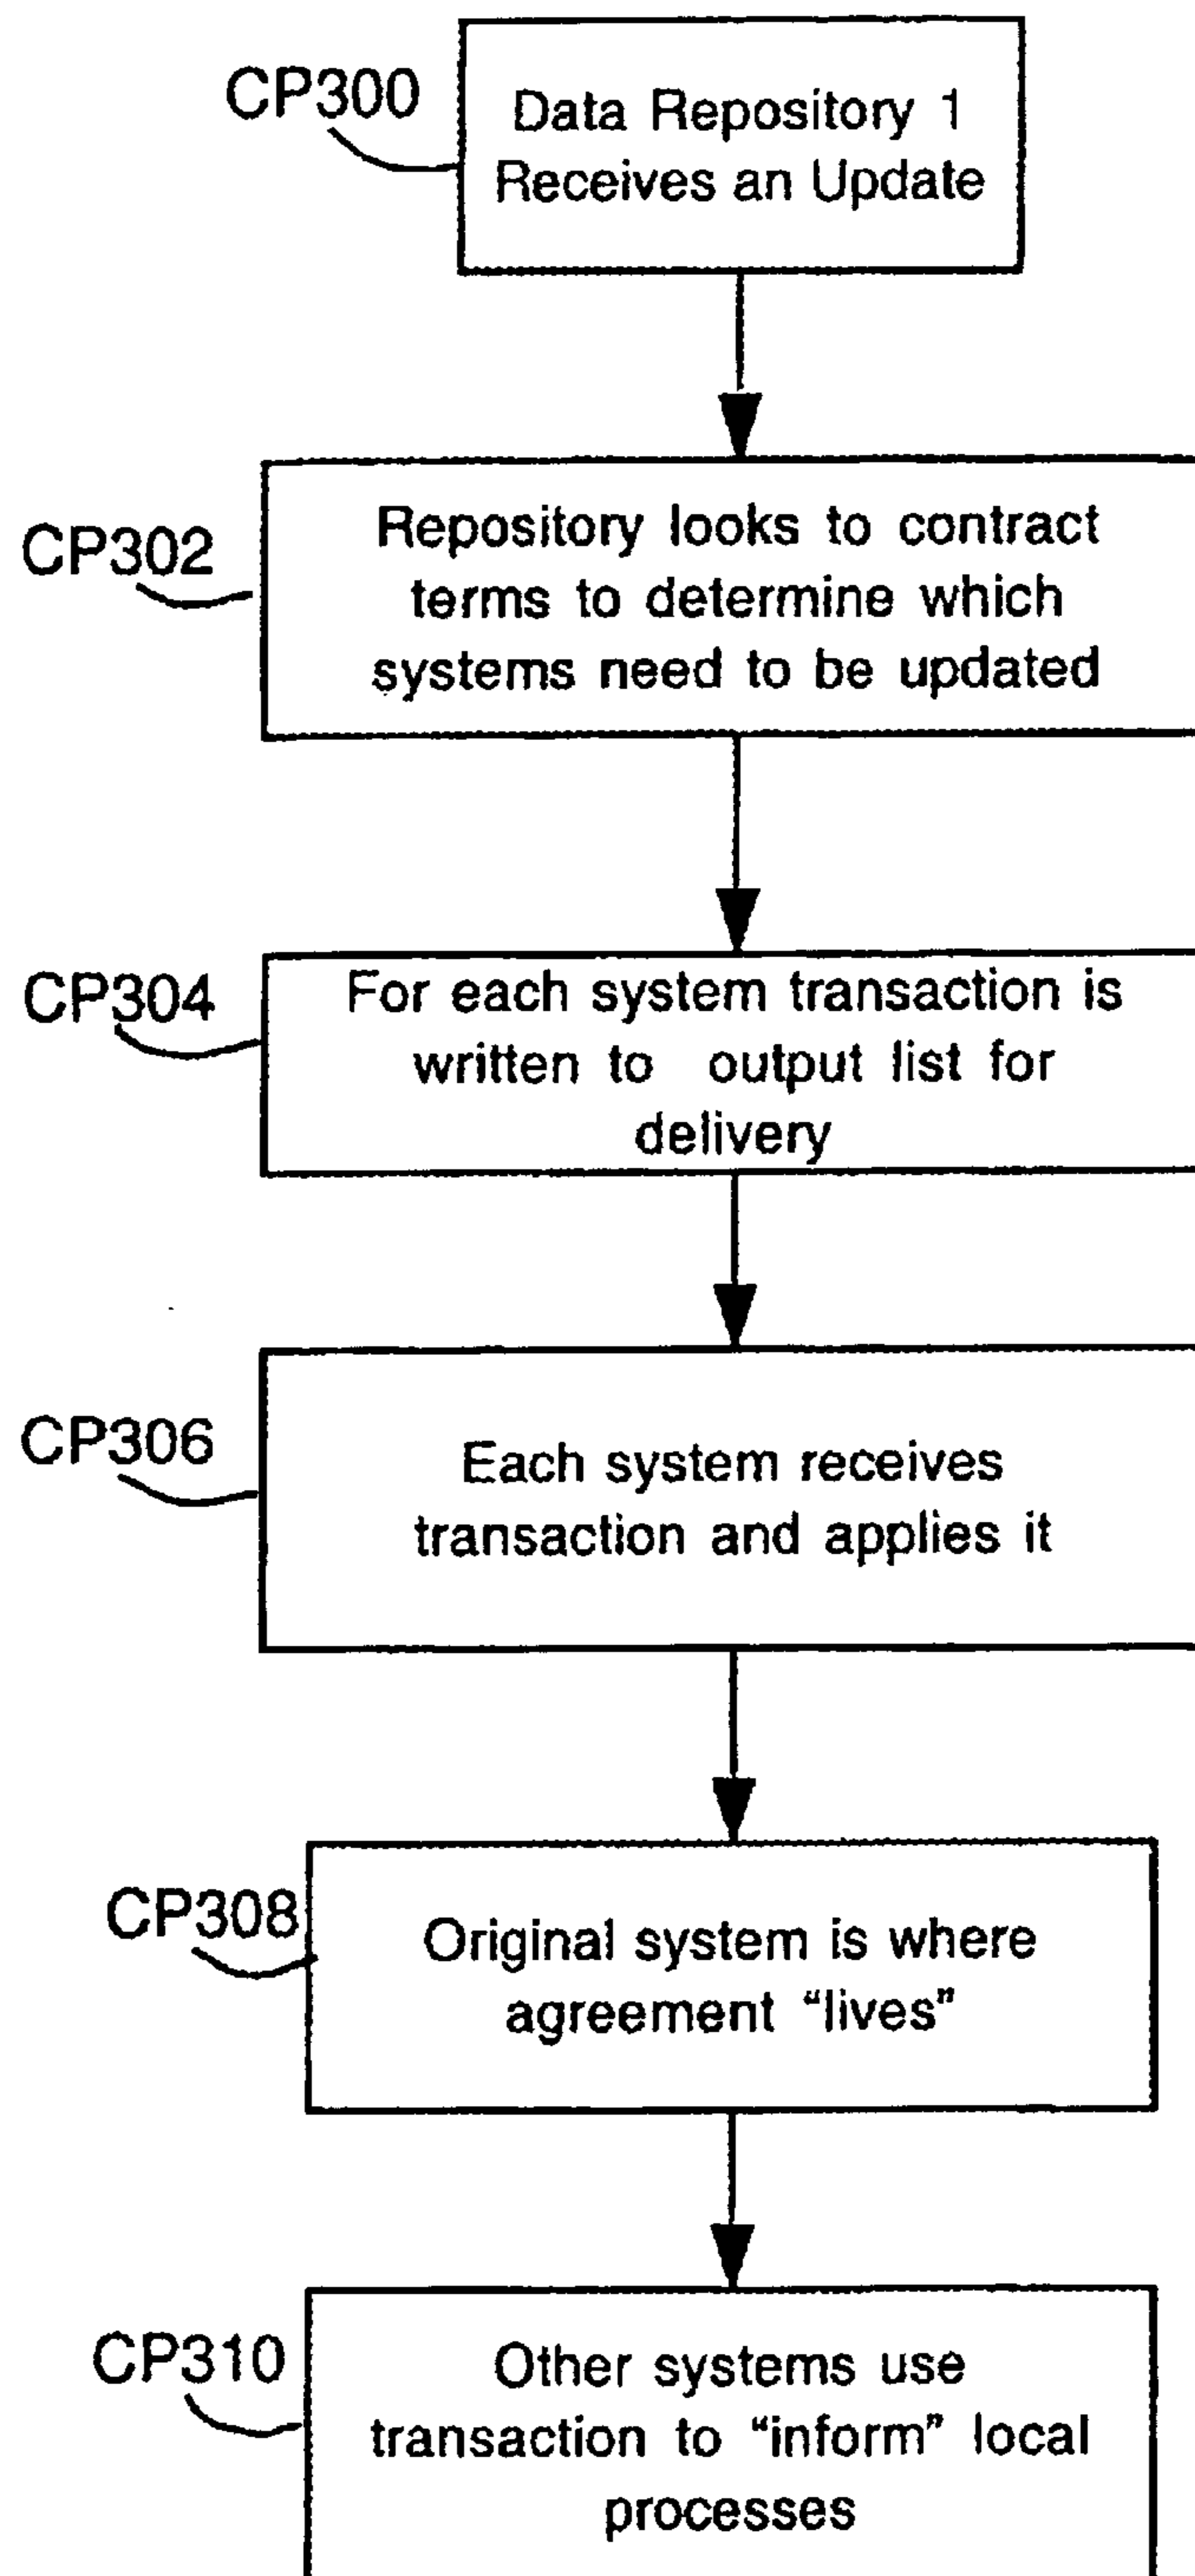 CP300
Data Repository 1
Receives an Update
CP302
Repository looks to contract
terms to determine which
systems need to be updated
CP304
For each system transaction is
written to output list for
delivery
CP306
Each system receives
transaction and applies it
CP308
Original system is where
agreement “lives”
CP310
Other systems use
transaction to “inform” local
processes